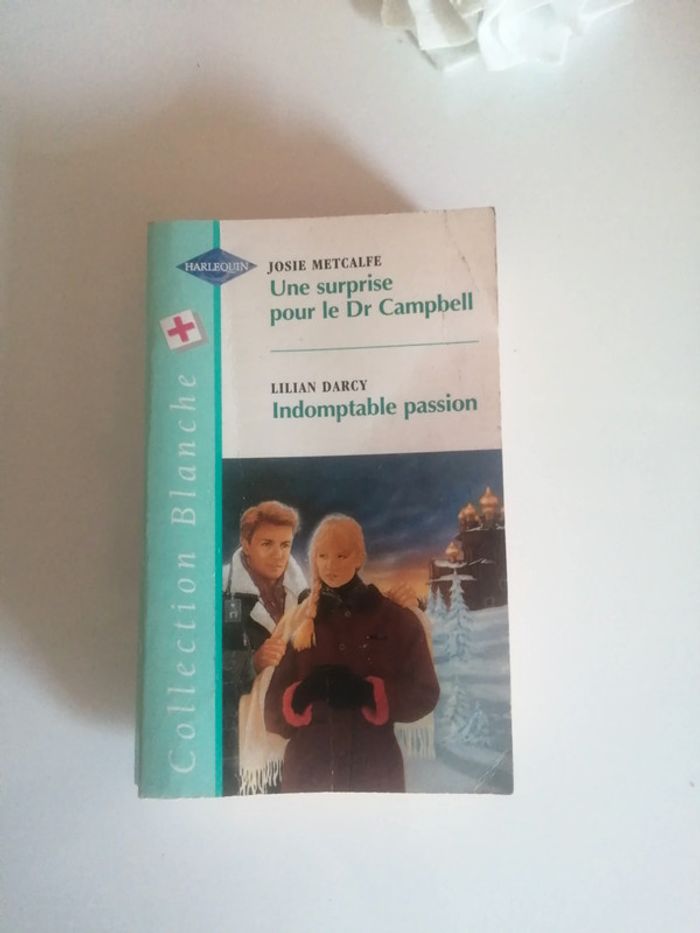 HARLEQUIN
JOSIE METCALFE
Une surprise
pour le Dr Campbell
LILIAN DARCY
Indomptable passion
Collection Blanche